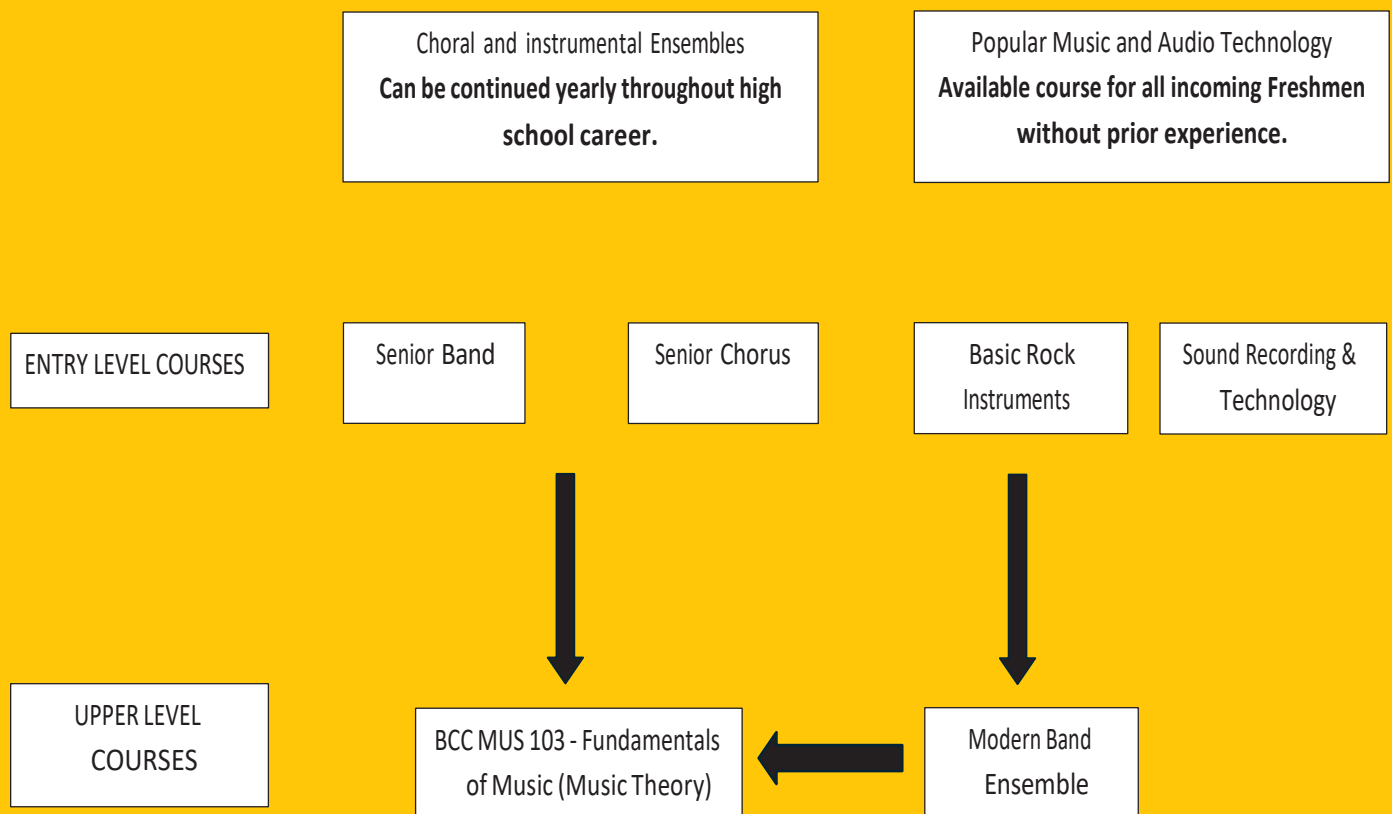 Choral and instrumental Ensembles
Can be continued yearly throughout high
school career.
Popular Music and Audio Technology
Available course for all incoming Freshmen
without prior experience.
ENTRY LEVEL COURSES
Senior Band
Senior Chorus
Basic Rock
Instruments
Sound Recording &
Technology
UPPER LEVEL
COURSES
BCC MUS 103 - Fundamentals
of Music (Music Theory)
Modern Band
Ensemble